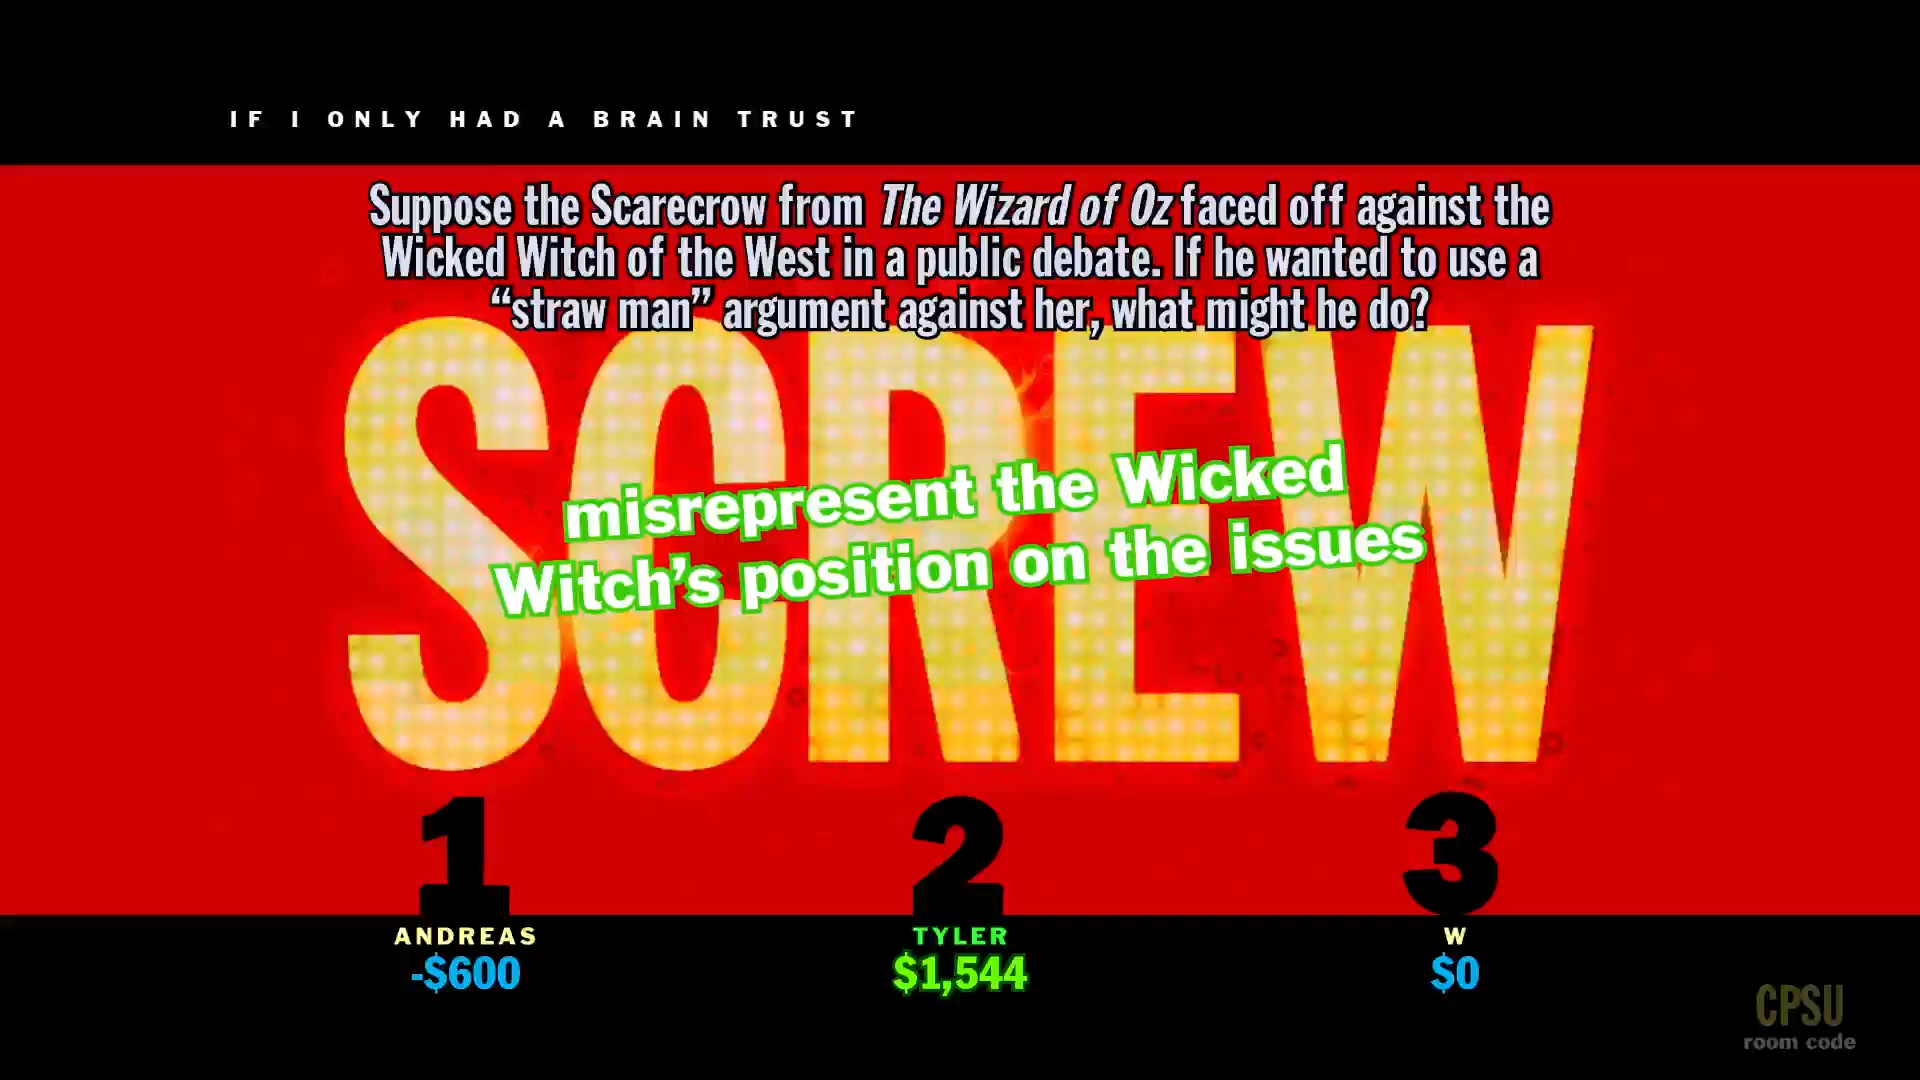 IF I ONLY HAD A BRAIN TRUST
Suppose the Scarecrow from The Wizard of Oz faced off against the
Wicked Witch of the West in a public debate. If he wanted to use a
“straw man” argument against her, what might he do?
SCREW
misrepresent the Wicked
Witch’s position on the issues
1 2 3
ANDREAS TYLER W
-$600 $1,544 $0
CPSU
room code